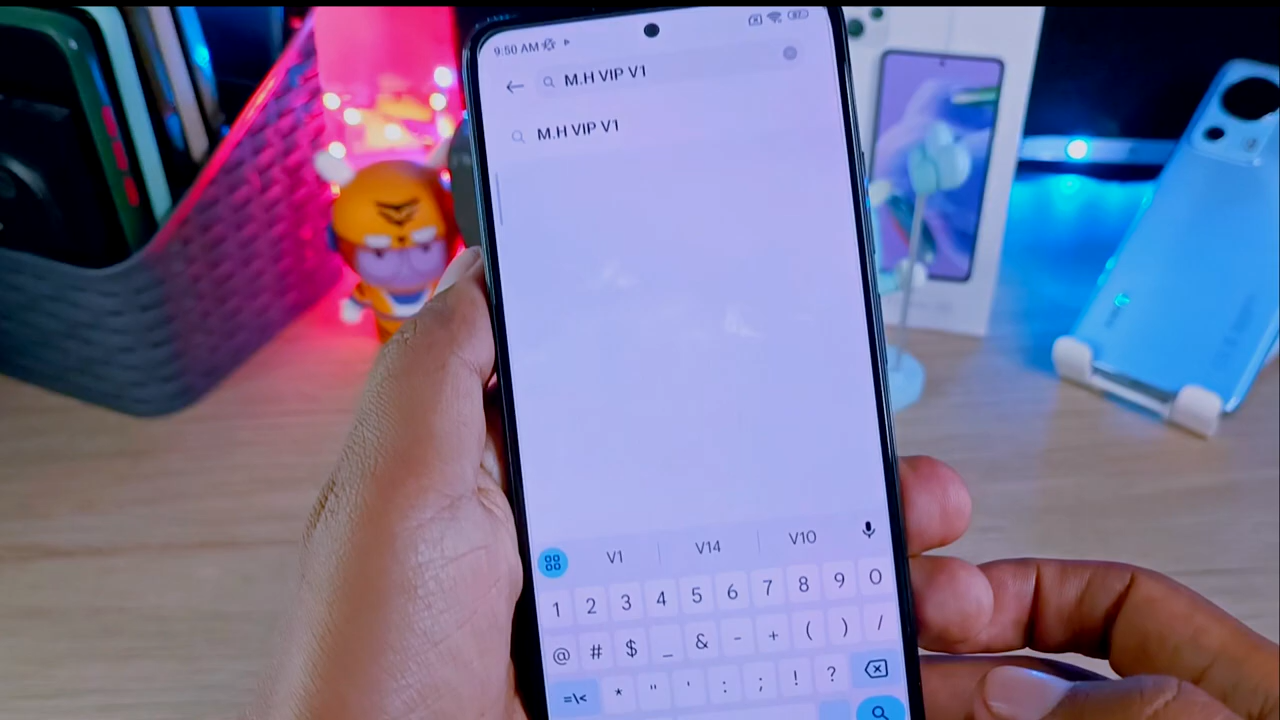 9:50 AM
M.H VIP V1
M.H VIP V1
V1 V14 V10
1 2 3 4 5 6 7 8 9 0
@ # $ _ & - + ( ) /
=\< * " ' : ; ! ?